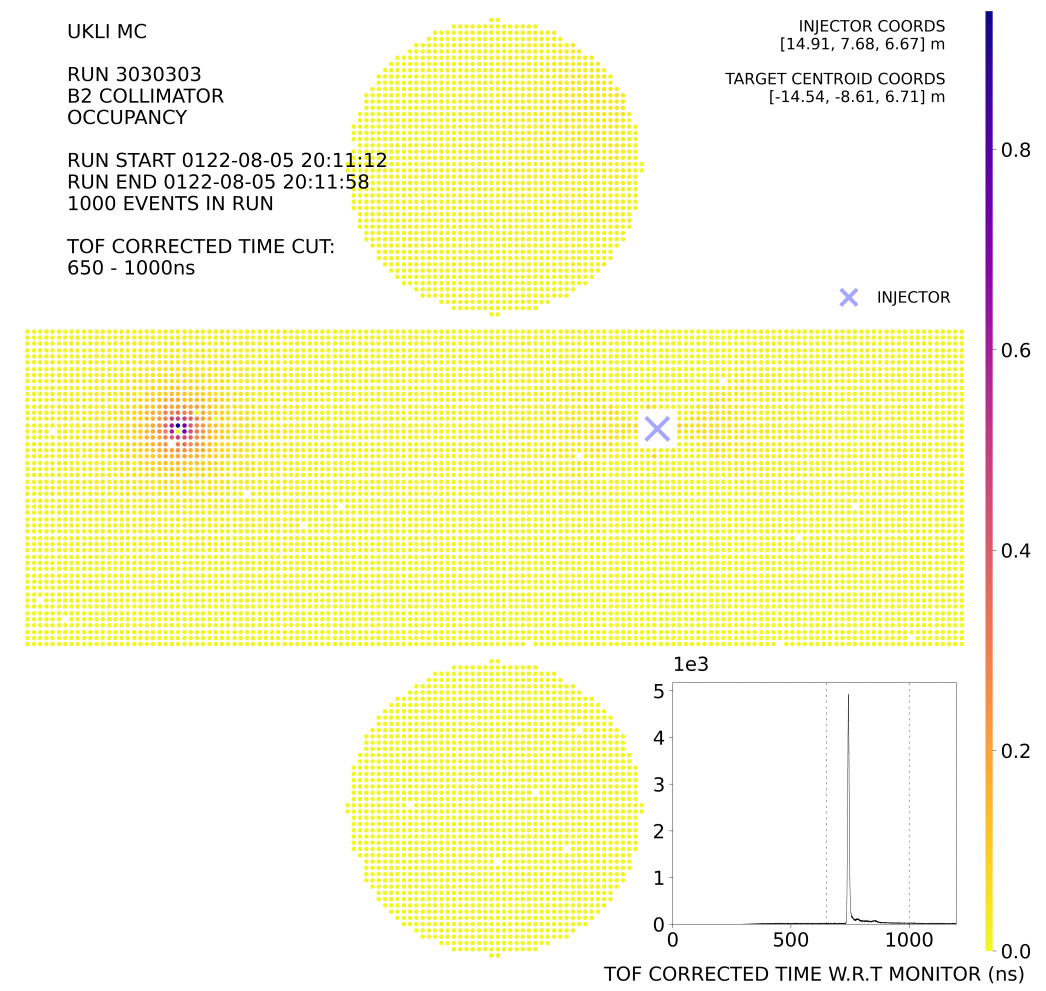 UKLI MC
RUN 3030303
B2 COLLIMATOR
OCCUPANCY
RUN START 0122-08-05 20:11:12
RUN END 0122-08-05 20:11:58
1000 EVENTS IN RUN
TOF CORRECTED TIME CUT:
650 - 1000ns
INJECTOR COORDS
[14.91, 7.68, 6.67] m
TARGET CENTROID COORDS
[-14.54, -8.61, 6.71] m
INJECTOR
0.8
0.6
0.4
0.2
0.0
1e3
5
4
3
2
1
0
0 500 1000
TOF CORRECTED TIME W.R.T MONITOR (ns)